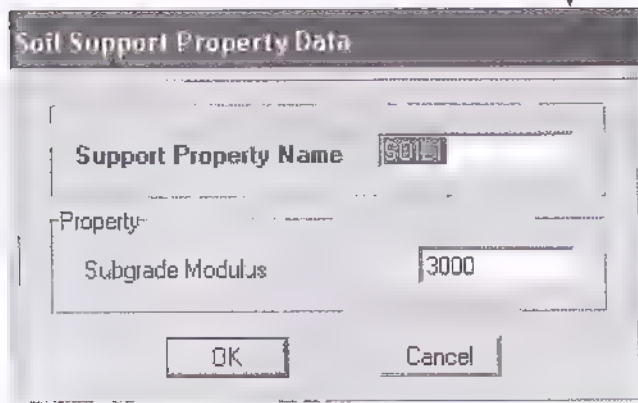 Soil Support Property Data
Support Property Name SOIL1
Property
Subgrade Modulus 3000
OK Cancel